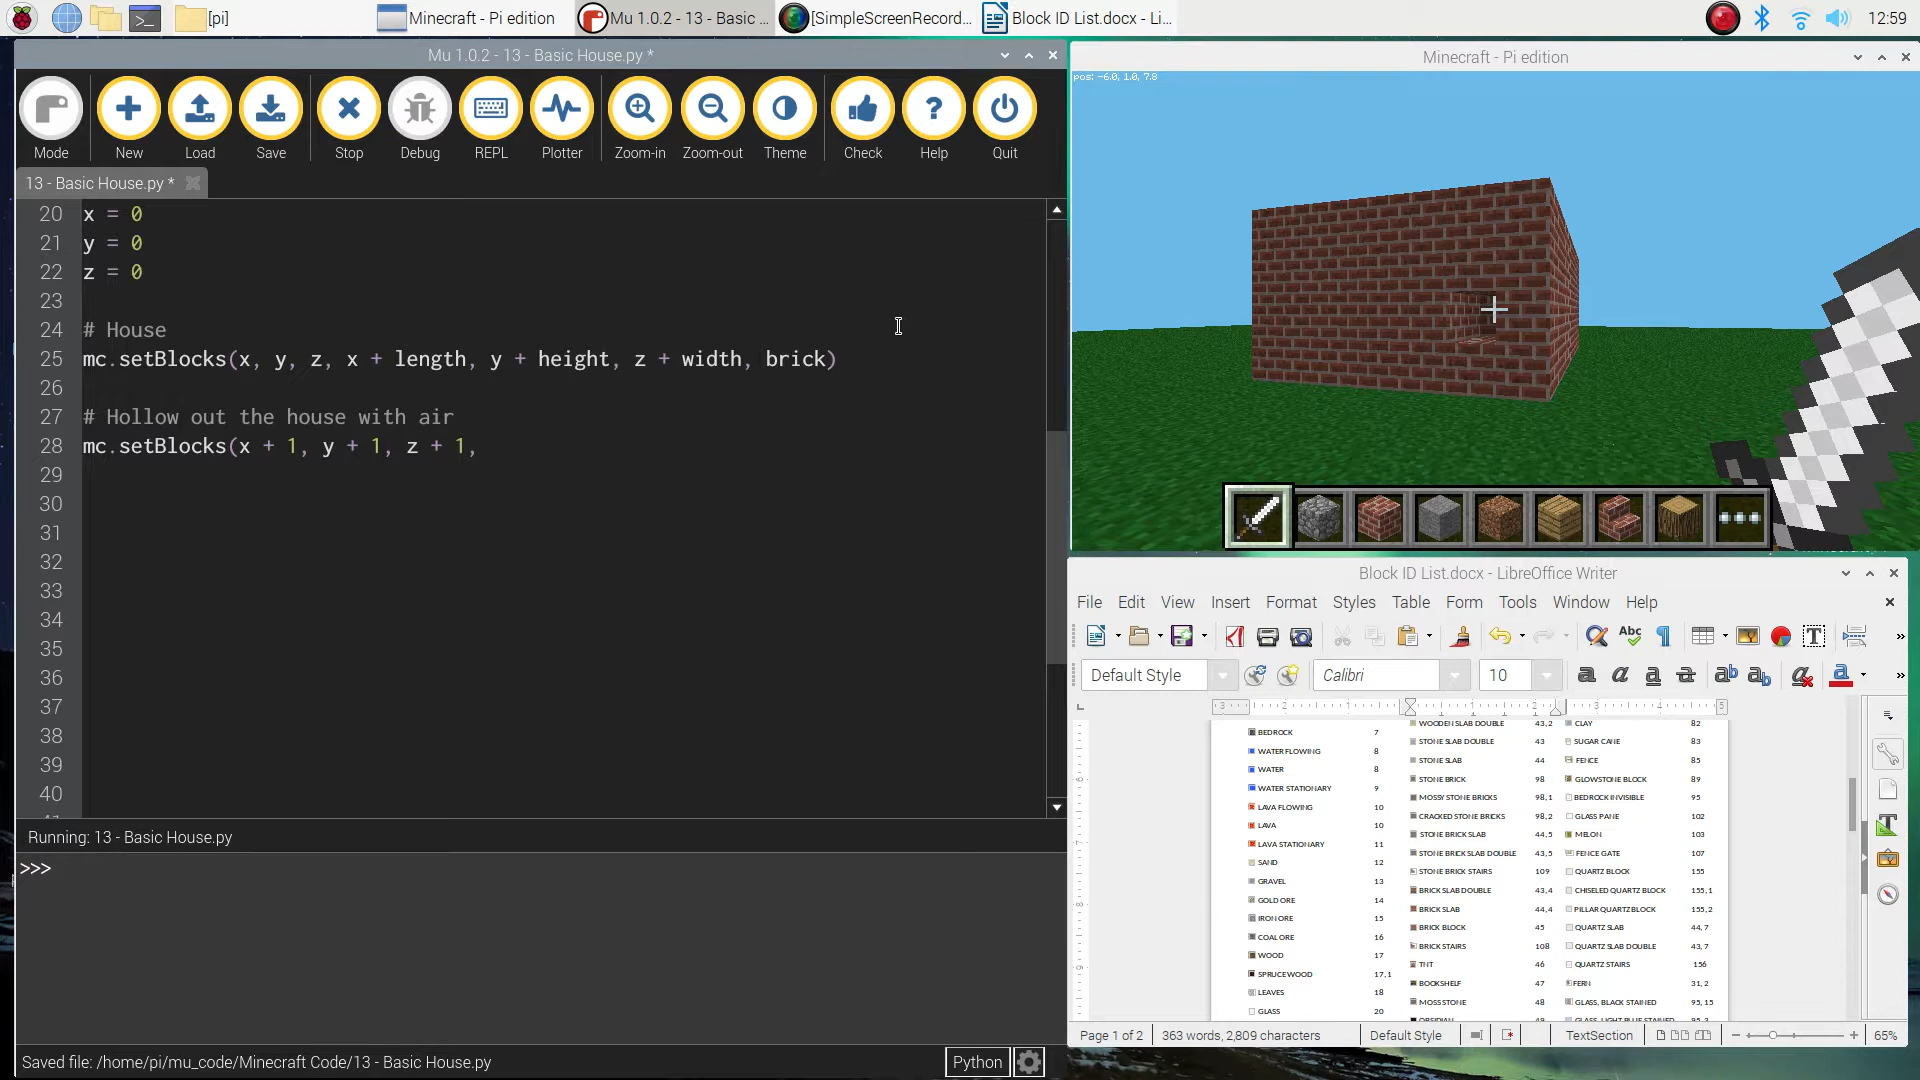 [pi]
Minecraft - Pi edition
Mu 1.0.2 - 13 - Basic ...
[SimpleScreenRecord...
Block ID List.docx - Li...
12:59
Mu 1.0.2 - 13 - Basic House.py *
Mode
New
Load
Save
Stop
Debug
REPL
Plotter
Zoom-in
Zoom-out
Theme
Check
Help
Quit
13 - Basic House.py *
20 x = 0
21 y = 0
22 z = 0
23
24 # House
25 mc.setBlocks(x, y, z, x + length, y + height, z + width, brick)
26
27 # Hollow out the house with air
28 mc.setBlocks(x + 1, y + 1, z + 1,
29
30
31
32
33
34
35
36
37
38
39
40
Running: 13 - Basic House.py
>>>
Saved file: /home/pi/mu_code/Minecraft Code/13 - Basic House.py
Python
Minecraft - Pi edition
pos: -6.0, 1.0, 7.8
Block ID List.docx - LibreOffice Writer
File Edit View Insert Format Styles Table Form Tools Window Help
Default Style
Calibri
10
BEDROCK 7
WATER FLOWING 8
WATER 8
WATER STATIONARY 9
LAVA FLOWING 10
LAVA 10
LAVA STATIONARY 11
SAND 12
GRAVEL 13
GOLD ORE 14
IRON ORE 15
COAL ORE 16
WOOD 17
SPRUCE WOOD 17,1
LEAVES 18
GLASS 20
WOODEN SLAB DOUBLE 43,2
STONE SLAB DOUBLE 43
STONE SLAB 44
STONE BRICK 98
MOSSY STONE BRICKS 98,1
CRACKED STONE BRICKS 98,2
STONE BRICK SLAB 44,5
STONE BRICK SLAB DOUBLE 43,5
STONE BRICK STAIRS 109
BRICK SLAB DOUBLE 43,4
BRICK SLAB 44,4
BRICK BLOCK 45
BRICK STAIRS 108
TNT 46
BOOKSHELF 47
MOSS STONE 48
CLAY 82
SUGAR CANE 83
FENCE 85
GLOWSTONE BLOCK 89
BEDROCK INVISIBLE 95
GLASS PANE 102
MELON 103
FENCE GATE 107
QUARTZ BLOCK 155
CHISELED QUARTZ BLOCK 155,1
PILLAR QUARTZ BLOCK 155,2
QUARTZ SLAB 44,7
QUARTZ SLAB DOUBLE 43,7
QUARTZ STAIRS 156
FERN 31,2
GLASS, BLACK STAINED 95,15
Page 1 of 2
363 words, 2,809 characters
Default Style
TextSection
65%